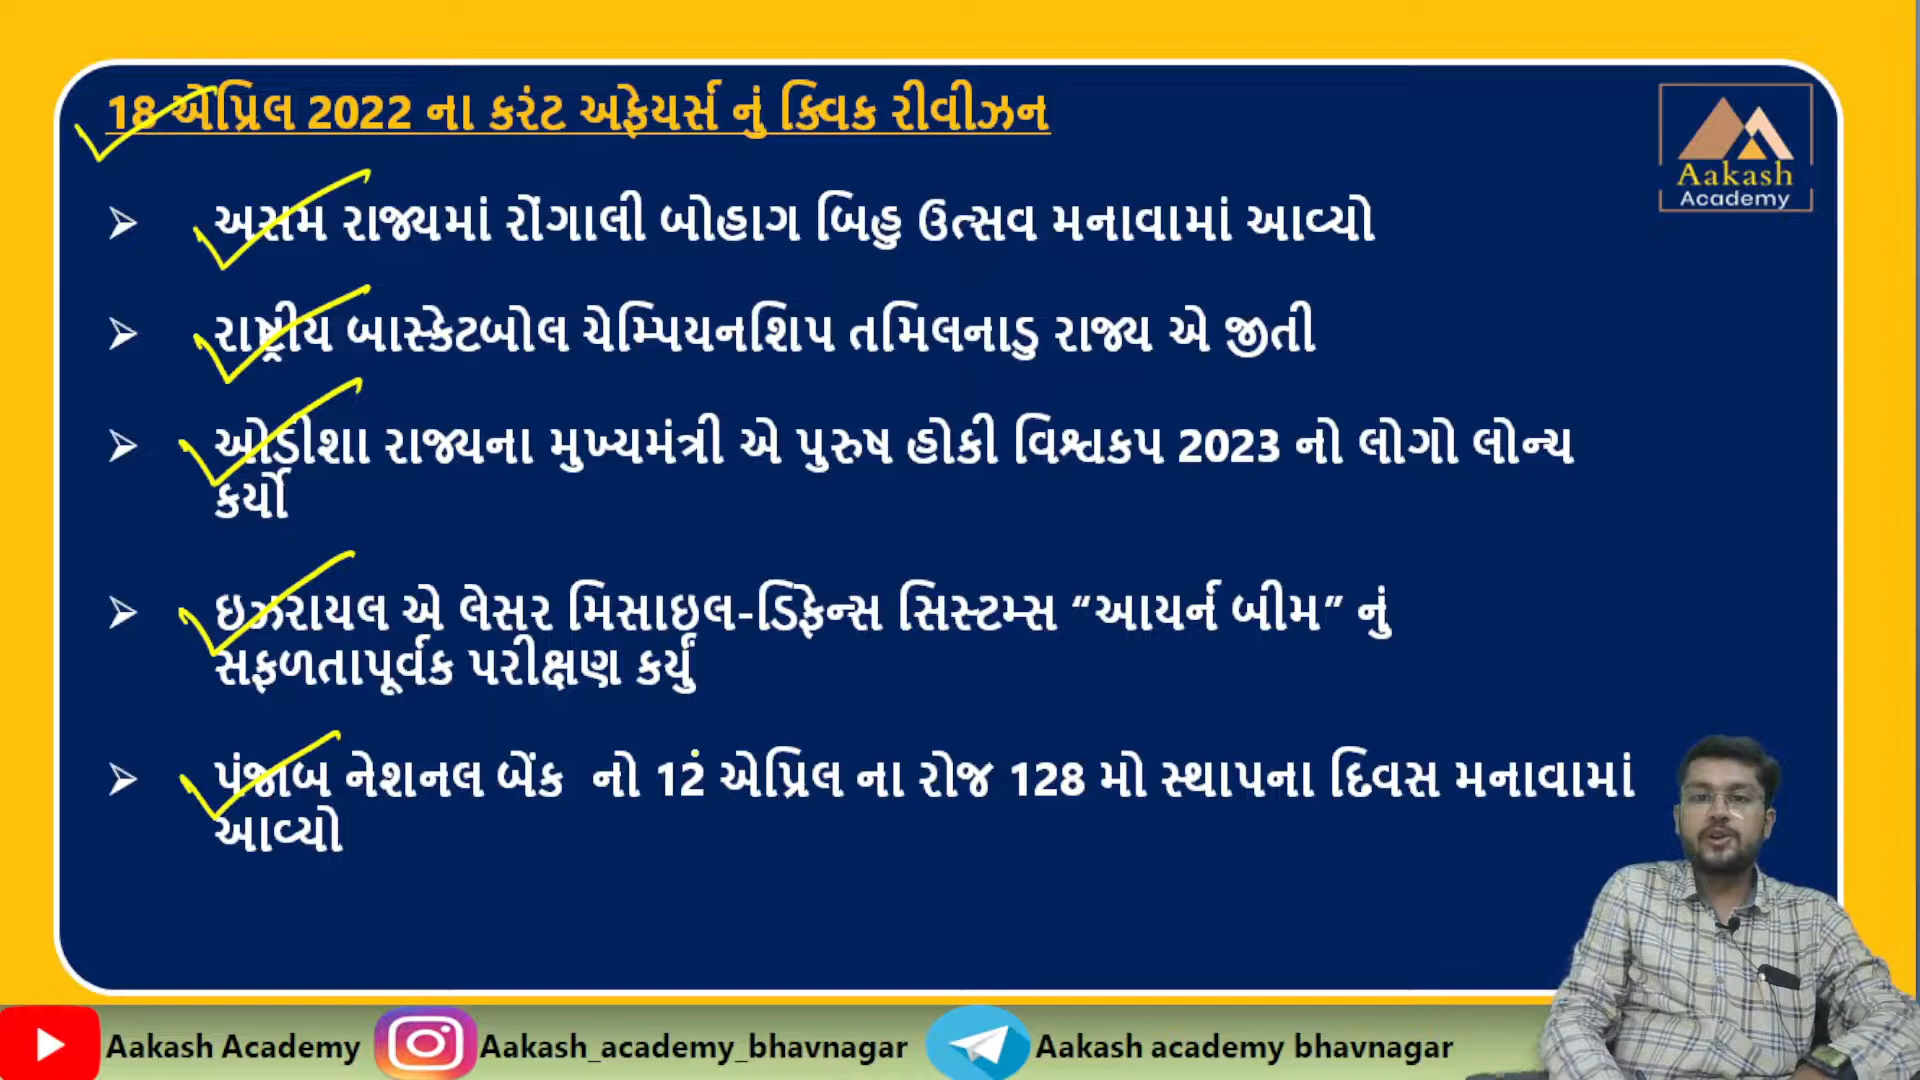 18 એપ્રિલ 2022 ના કરંટ અફેયર્સ નું ક્વિક રીવીઝન
Aakash
Academy
➢ અસમ રાજ્યમાં રોંગાલી બોહાગ બિહુ ઉત્સવ મનાવામાં આવ્યો
➢ રાષ્ટ્રીય બાસ્કેટબોલ ચેમ્પિયનશિપ તમિલનાડુ રાજ્ય એ જીતી
➢ ઓડીશા રાજ્યના મુખ્યમંત્રી એ પુરુષ હોકી વિશ્વકપ 2023 નો લોગો લોન્ચ
કર્યો
➢ ઇઝરાયલ એ લેસર મિસાઇલ-ડિફેન્સ સિસ્ટમ્સ “આયર્ન બીમ” નું
સફળતાપૂર્વક પરીક્ષણ કર્યું
➢ પંજાબ નેશનલ બેંક નો 12 એપ્રિલ ના રોજ 128 મો સ્થાપના દિવસ મનાવામાં
આવ્યો
Aakash Academy Aakash_academy_bhavnagar Aakash academy bhavnagar